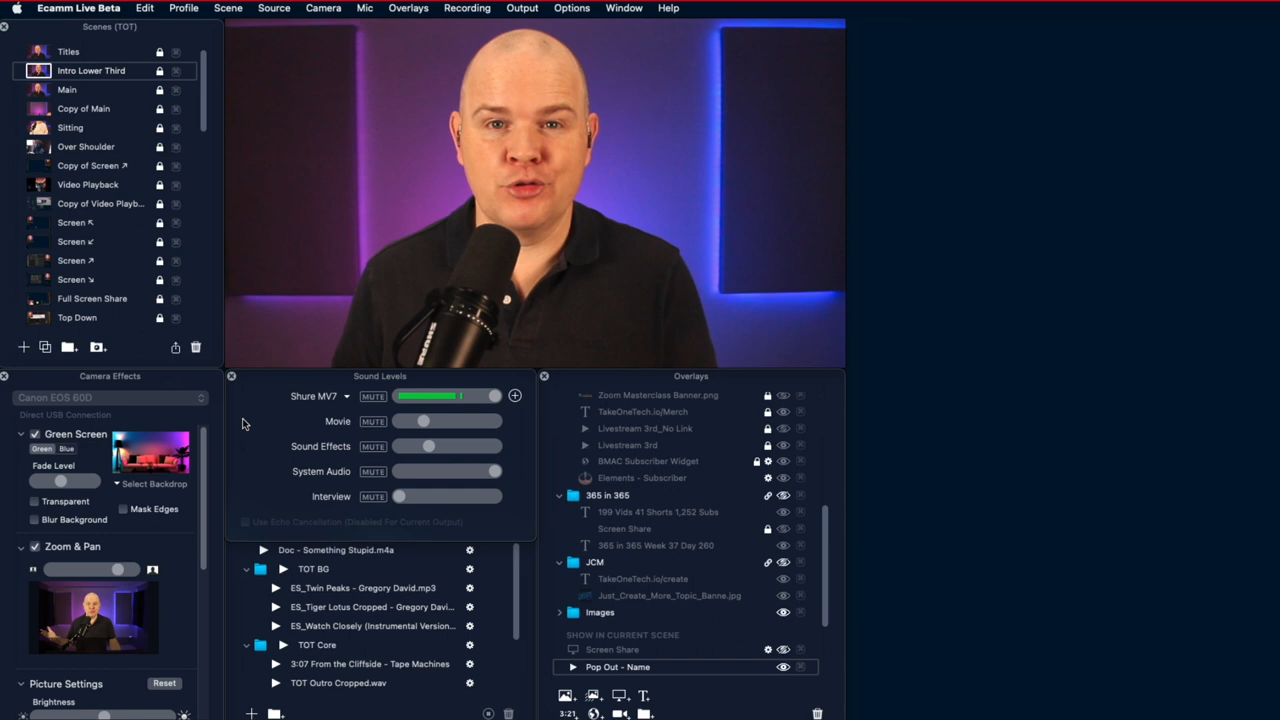 Ecamm Live Beta Edit Profile Scene Source Camera Mic Overlays Recording Output Options Window Help
Scenes (TOT)
Titles
Intro Lower Third
Main
Copy of Main
Sitting
Over Shoulder
Copy of Screen ↗
Video Playback
Copy of Video Playb...
Screen ↖
Screen ↙
Screen ↗
Screen ↘
Full Screen Share
Top Down
Camera Effects
Canon EOS 60D
Direct USB Connection
Green Screen
Green Blue
Fade Level
Select Backdrop
Transparent
Mask Edges
Blur Background
Zoom & Pan
Picture Settings Reset
Brightness
Sound Levels
Shure MV7 MUTE
Movie MUTE
Sound Effects MUTE
System Audio MUTE
Interview MUTE
Use Echo Cancellation (Disabled For Current Output)
Doc - Something Stupid.m4a
TOT BG
ES_Twin Peaks - Gregory David.mp3
ES_Tiger Lotus Cropped - Gregory Davi...
ES_Watch Closely (Instrumental Version...
TOT Core
3:07 From the Cliffside - Tape Machines
TOT Outro Cropped.wav
Overlays
Zoom Masterclass Banner.png
TakeOneTech.io/Merch
Livestream 3rd_No Link
Livestream 3rd
BMAC Subscriber Widget
Elements - Subscriber
365 in 365
199 Vids 41 Shorts 1,252 Subs
Screen Share
365 in 365 Week 37 Day 260
JCM
TakeOneTech.io/create
Just_Create_More_Topic_Banne.jpg
Images
SHOW IN CURRENT SCENE
Screen Share
Pop Out - Name
3:21